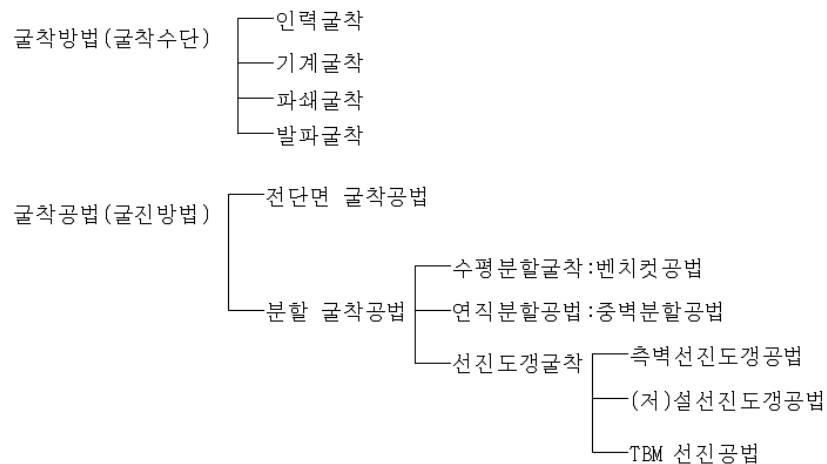 굴착방법(굴착수단)
인력굴착
기계굴착
파쇄굴착
발파굴착
굴착공법(굴진방법)
전단면 굴착공법
분할 굴착공법
수평분할굴착:벤치컷공법
연직분할공법:중벽분할공법
선진도갱굴착
측벽선진도갱공법
(저)설선진도갱공법
TBM 선진공법